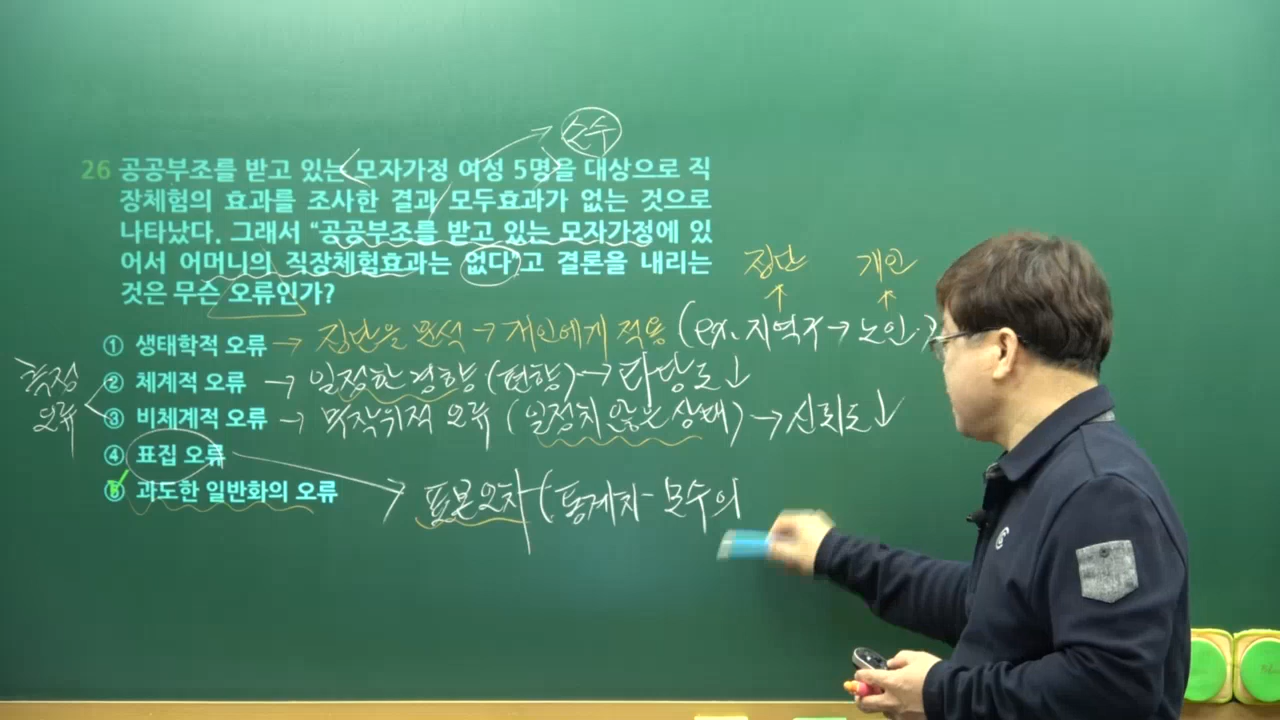 소수
26 공공부조를 받고 있는 모자가정 여성 5명을 대상으로 직
장체험의 효과를 조사한 결과 모두효과가 없는 것으로
나타났다. 그래서 “공공부조를 받고 있는 모자가정에 있
어서 어머니의 직장체험효과는 없다”고 결론을 내리는
것은 무슨 오류인가?
집단 개인
① 생태학적 오류 → 집단을 분석 → 개인에게 적용 (ex. 지역구 → 노인)
측정
오류
② 체계적 오류 → 일정한 경향 (편향) → 타당도↓
③ 비체계적 오류 → 무작위적 오류 (일정치 않은 상태) → 신뢰도↓
④ 표집 오류 → 표본오차 (통계치 - 모수의
⑤ 과도한 일반화의 오류